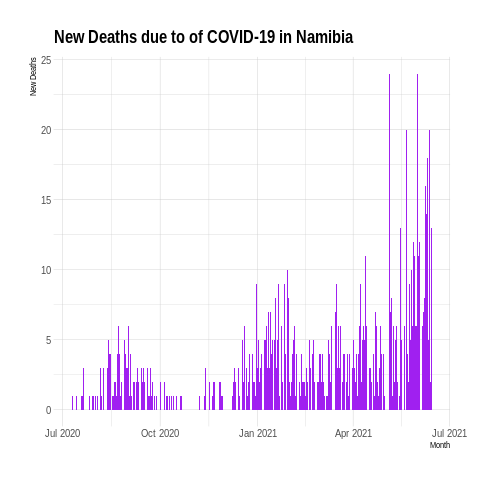 New Deaths due to of COVID-19 in Namibia
New Deaths
25
20
15
10
5
0
Jul 2020
Oct 2020
Jan 2021
Apr 2021
Jul 2021
Month